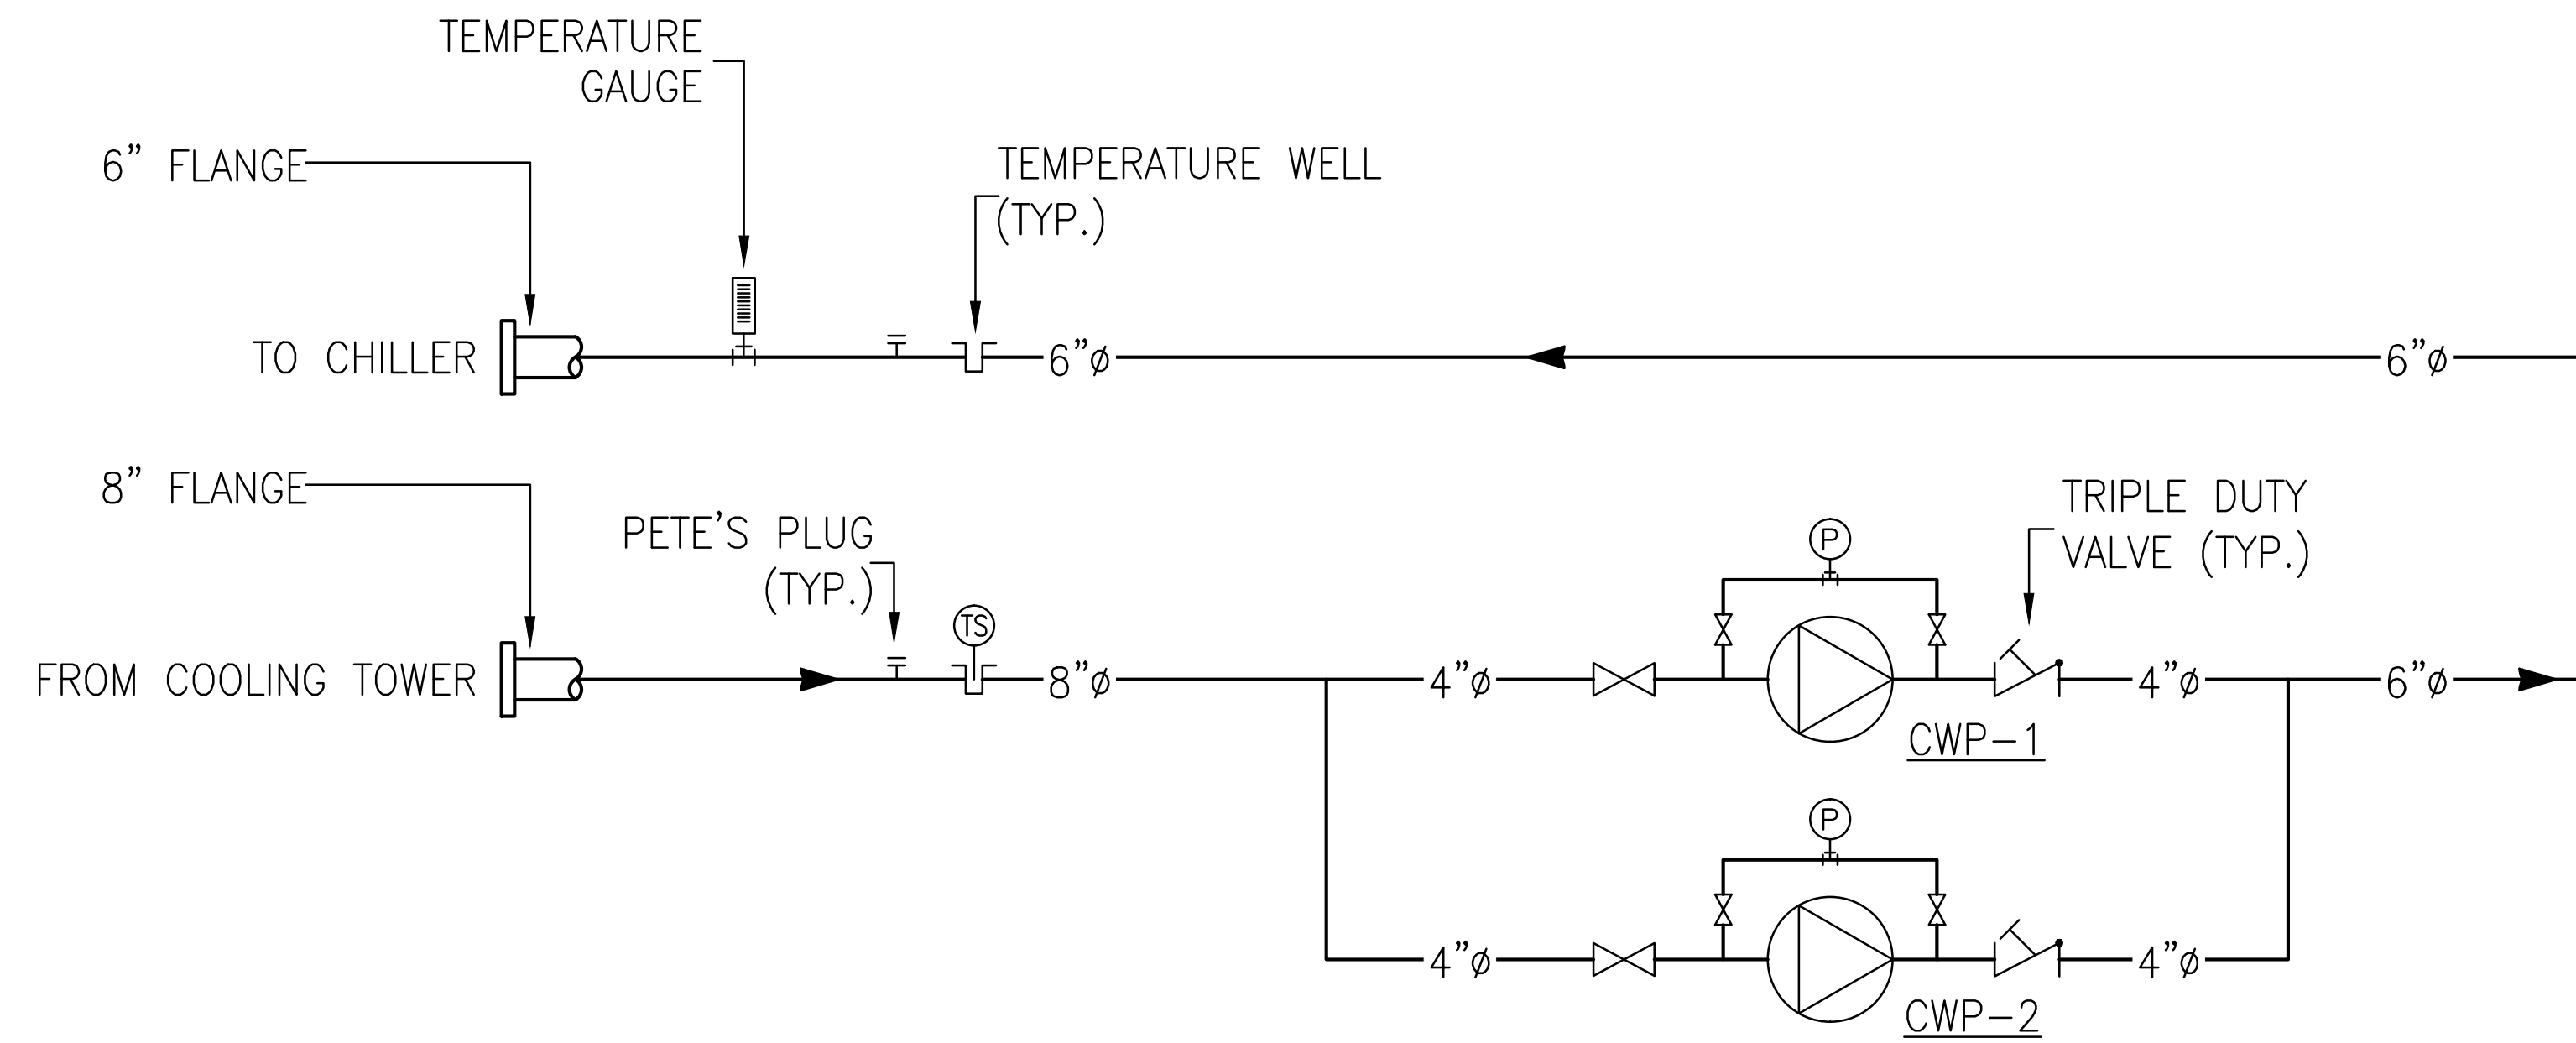 TEMPERATURE
GAUGE
6" FLANGE
TEMPERATURE WELL
(TYP.)
TO CHILLER
6"ø
6"ø
8" FLANGE
PETE'S PLUG
(TYP.)
TRIPLE DUTY
VALVE (TYP.)
P
TS
FROM COOLING TOWER
8"ø
4"ø
4"ø
6"ø
CWP-1
P
4"ø
4"ø
CWP-2